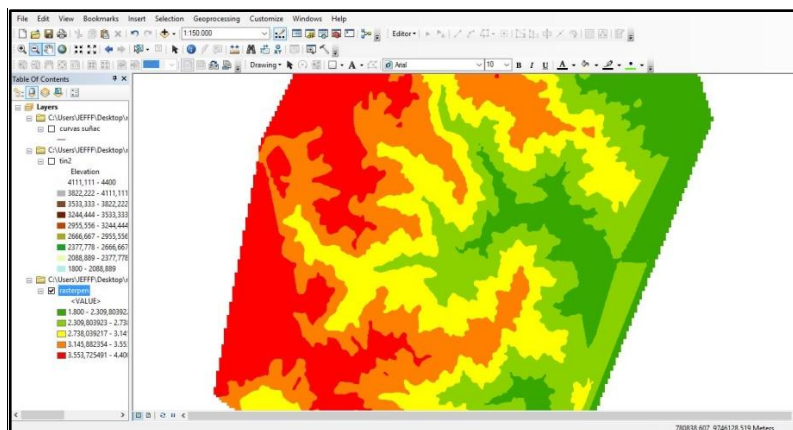 File Edit View Bookmarks Insert Selection Geoprocessing Customize Windows Help
1:150.000
Editor
Drawing
Arial
10
B I U A
Table Of Contents
Layers
C:\Users\JEFFF\Desktop\
curvas suñac
C:\Users\JEFFF\Desktop\
tin2
Elevation
4111,111 - 4400
3822,222 - 4111,111
3533,333 - 3822,222
3244,444 - 3533,333
2955,556 - 3244,444
2666,667 - 2955,556
2377,778 - 2666,667
2088,889 - 2377,778
1800 - 2088,889
C:\Users\JEFFF\Desktop\
rasterpen
<VALUE>
1.800 - 2.309,803922
2.309,803923 - 2.738
2.738,039217 - 3.145
3.145,882354 - 3.553
3.553,725491 - 4.400
780838,607 9746128,519 Meters